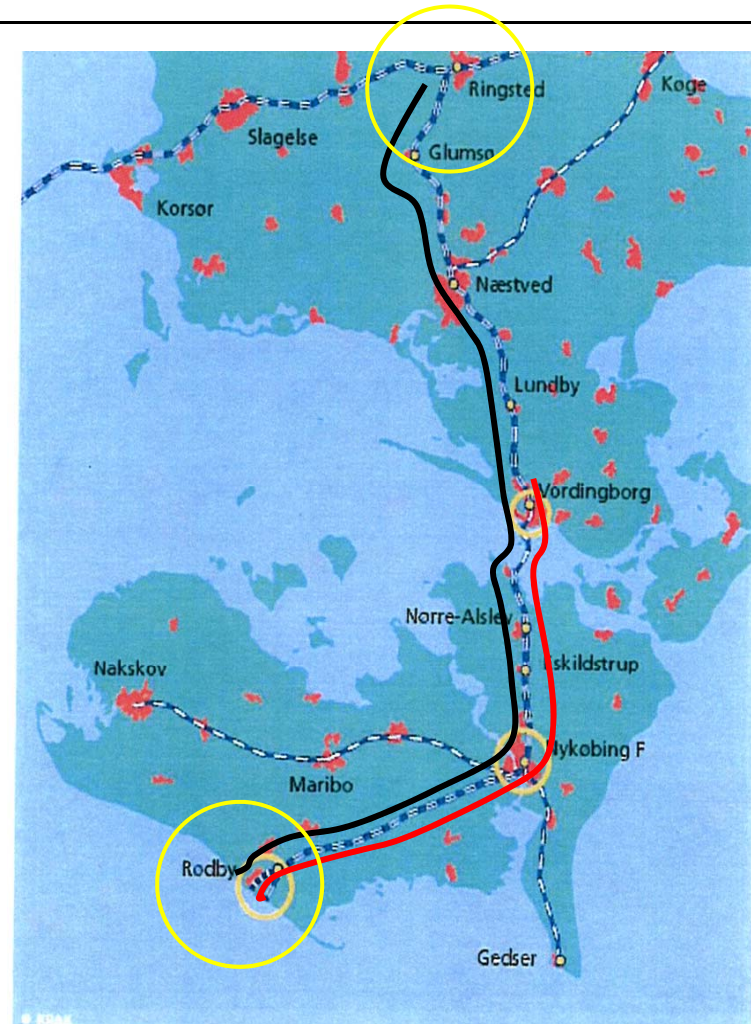 Ringsted
Køge
Slagelse
Glumsø
Korsør
Næstved
Lundby
Vordingborg
Nørre-Alslev
Eskildstrup
Nakskov
Nykøbing F
Maribo
Rødby
Gedser